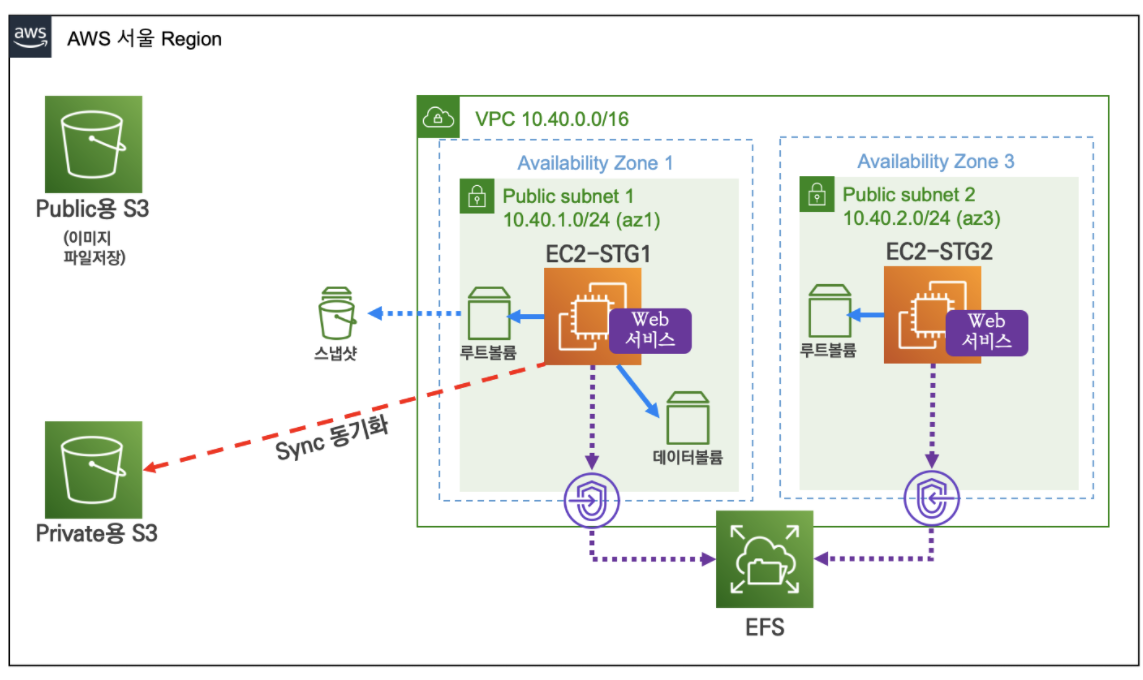 aws
AWS 서울 Region
Public용 S3
(이미지
파일저장)
Private용 S3
VPC 10.40.0.0/16
Availability Zone 1
Public subnet 1
10.40.1.0/24 (az1)
EC2-STG1
Web
서비스
루트볼륨
스냅샷
데이터볼륨
Sync 동기화
Availability Zone 3
Public subnet 2
10.40.2.0/24 (az3)
EC2-STG2
Web
서비스
루트볼륨
EFS